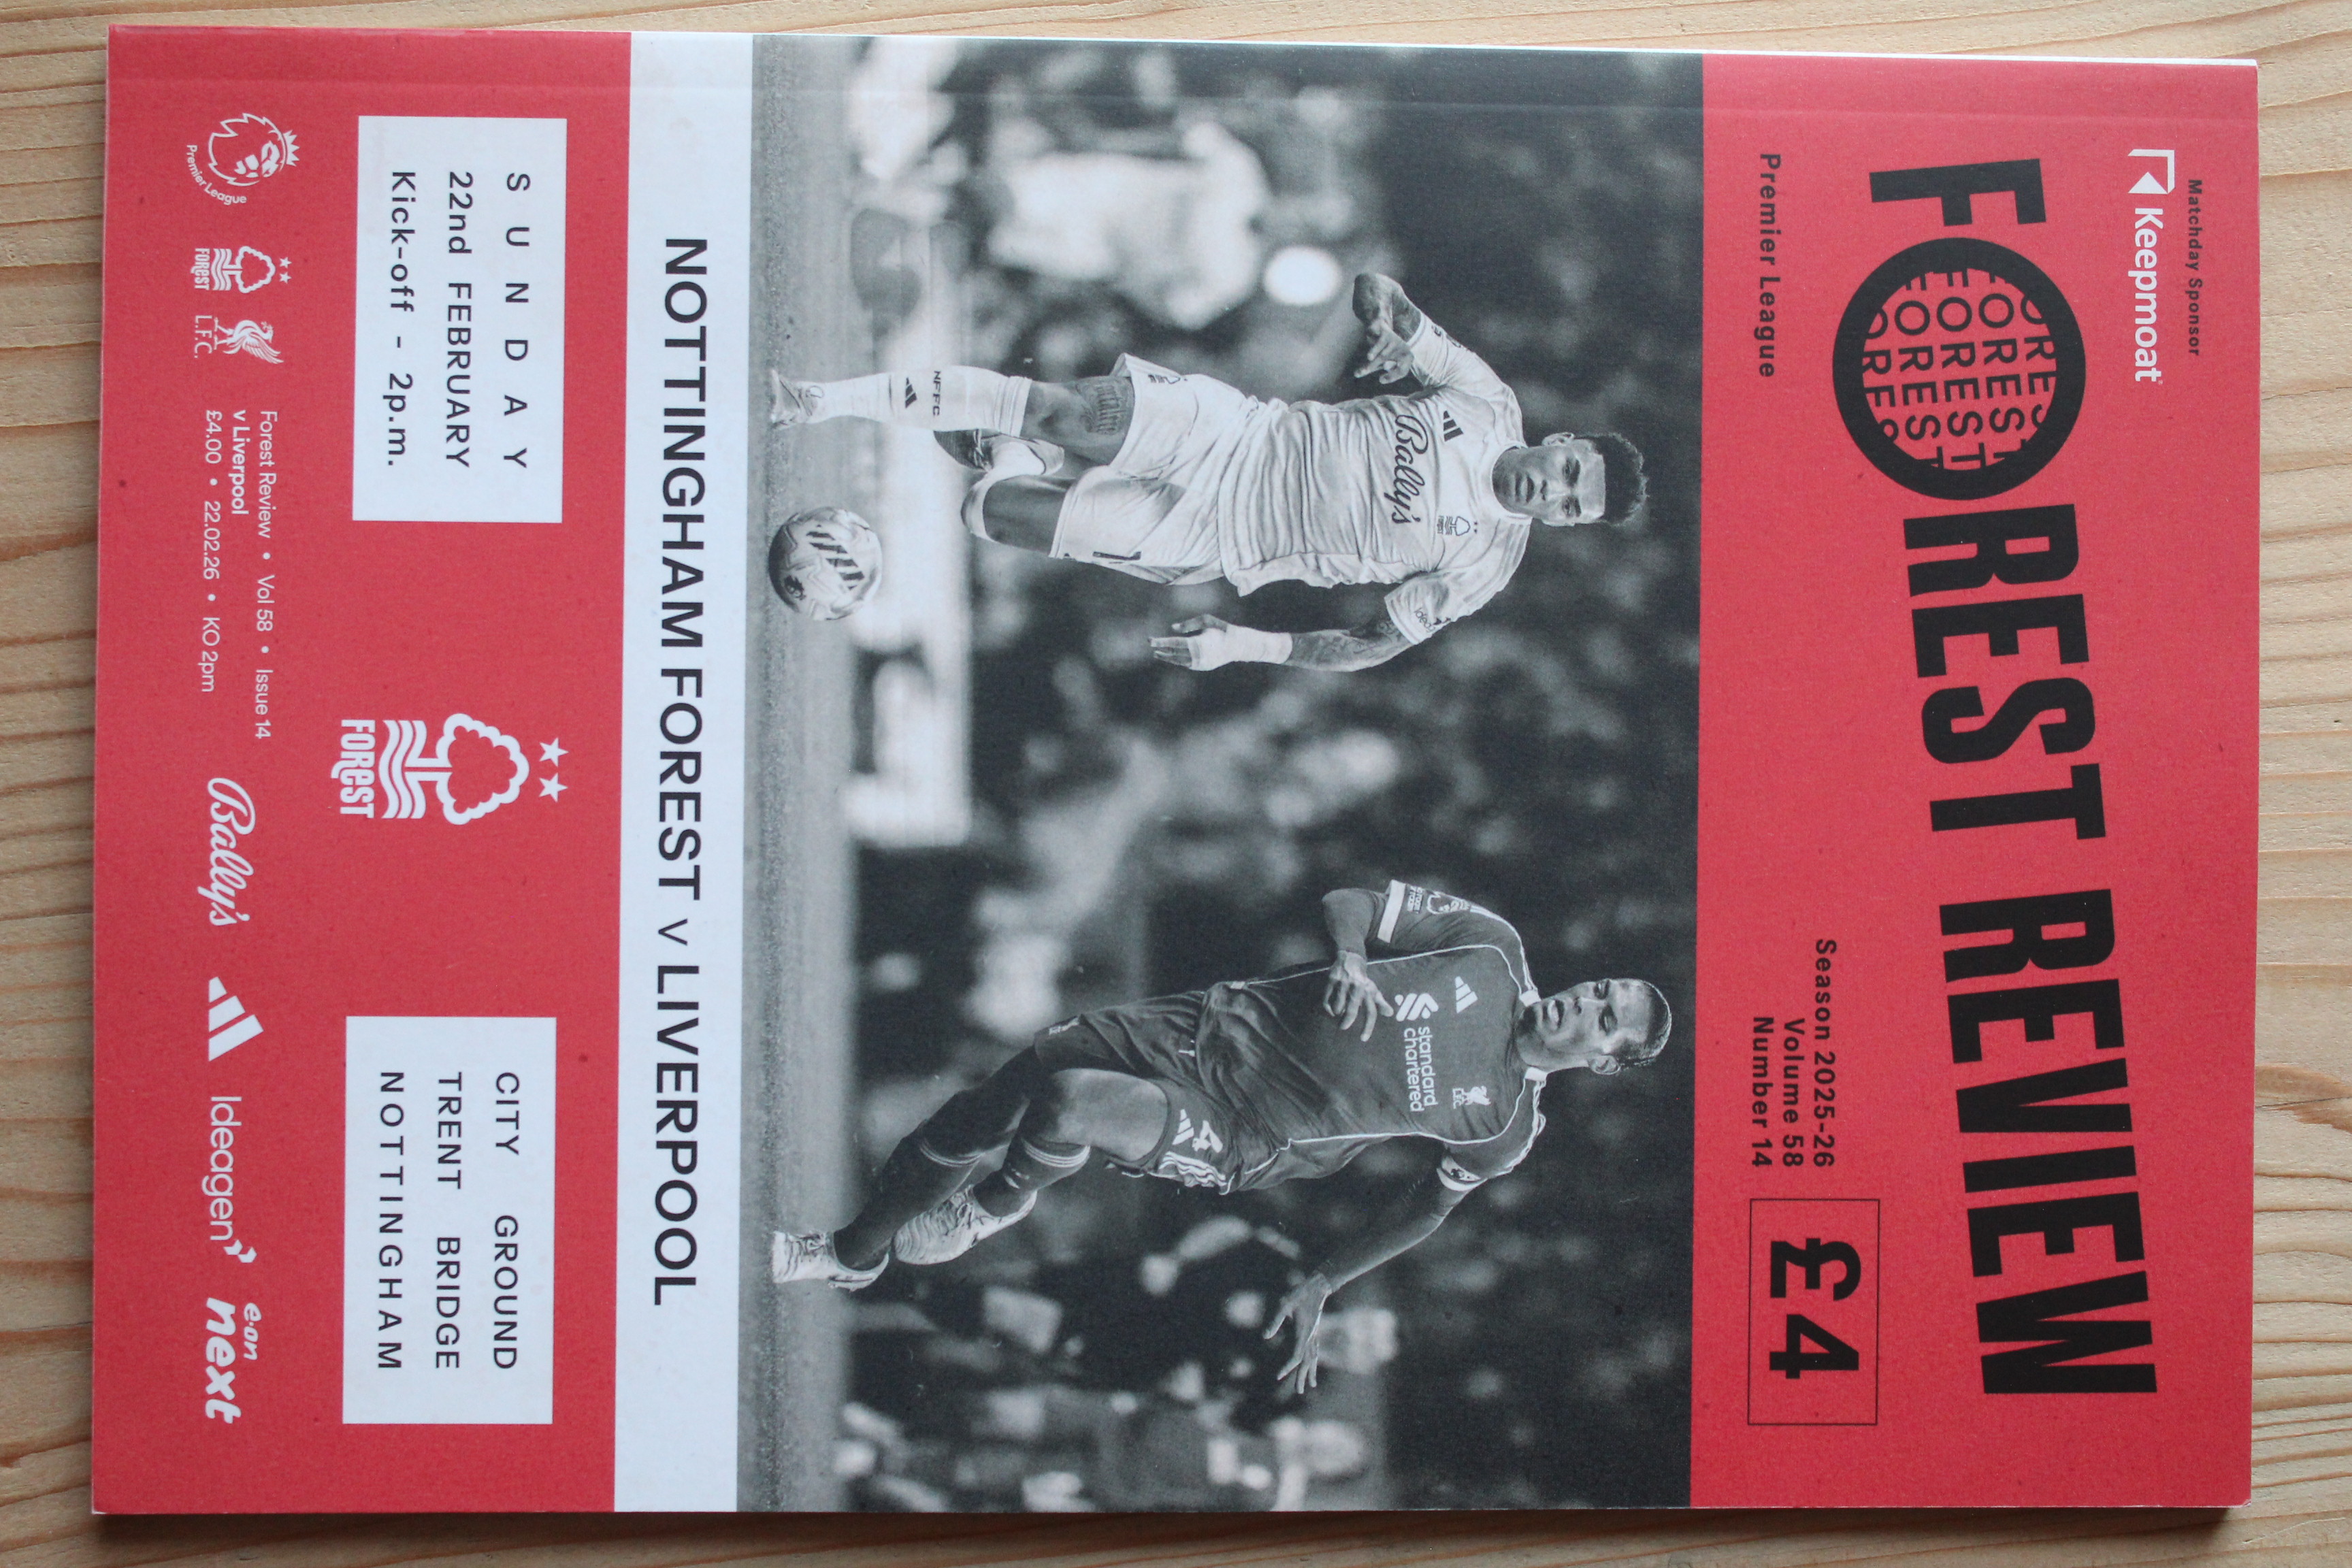 Matchday Sponsor
Keepmoat
FOREST REVIEW
FOREST
FOREST
FOREST
Premier League
Season 2025-26
Volume 58
Number 14
£4
Bally's
FOREST
NFFC
standard
chartered
L.F.C.
4
NOTTINGHAM FOREST v LIVERPOOL
SUNDAY
22nd FEBRUARY
Kick-off - 2p.m.
FOREST
CITY GROUND
TRENT BRIDGE
NOTTINGHAM
Premier League
FOREST
L.F.C.
Forest Review • Vol 58 • Issue 14
v Liverpool
£4.00 • 22.02.26 • KO 2pm
Bally's
Ideagen
e·on
next